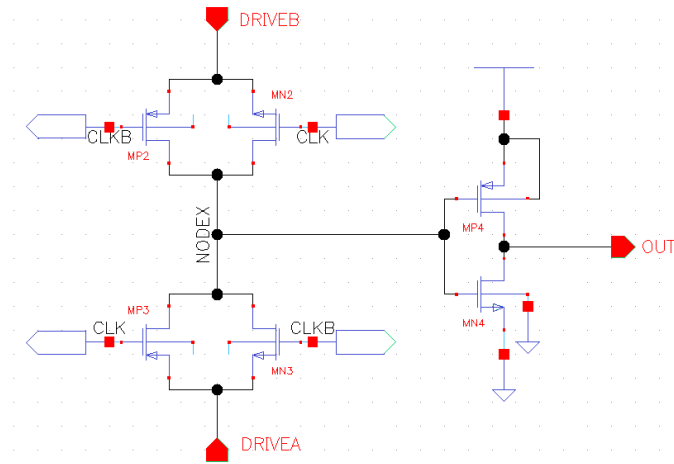 DRIVEB
MN2
CLKB
CLK
MP2
NODEX
MP4
OUT
MP3
CLK
CLKB
MN4
MN3
DRIVEA